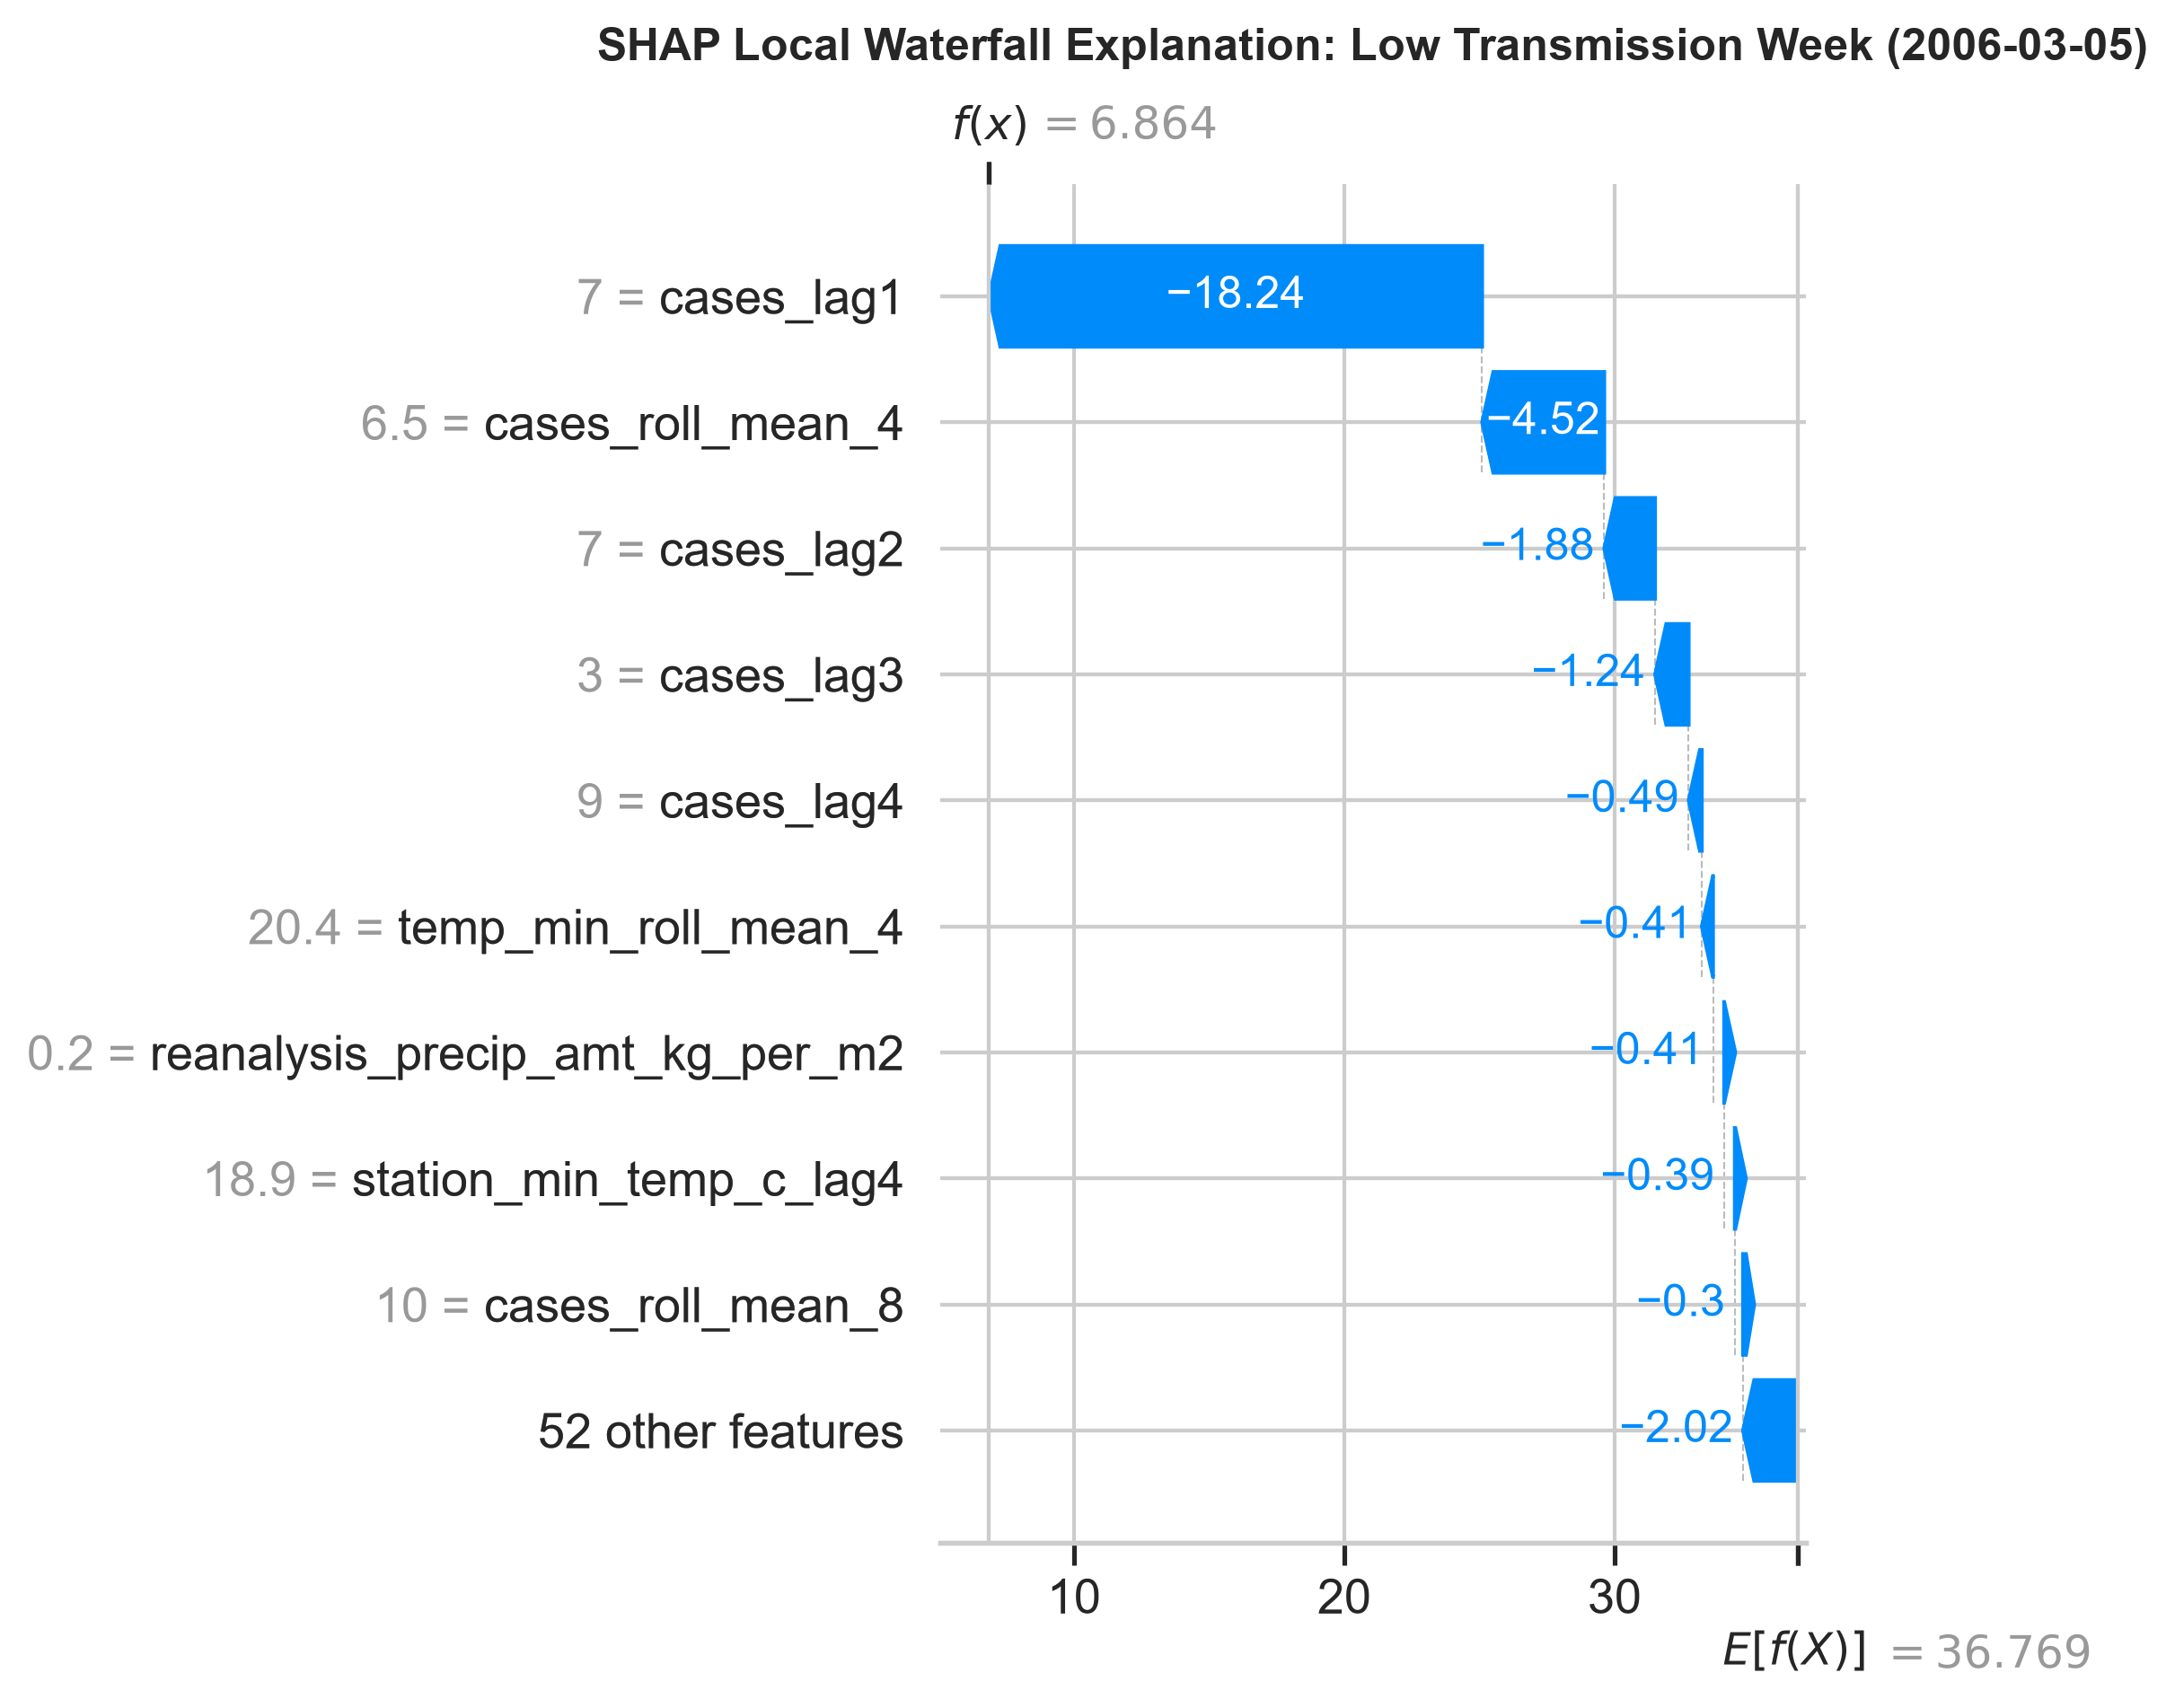 SHAP Local Waterfall Explanation: Low Transmission Week (2006-03-05)
f(x) = 6.864
7 = cases_lag1
−18.24
6.5 = cases_roll_mean_4
−4.52
7 = cases_lag2
−1.88
3 = cases_lag3
−1.24
9 = cases_lag4
−0.49
20.4 = temp_min_roll_mean_4
−0.41
0.2 = reanalysis_precip_amt_kg_per_m2
−0.41
18.9 = station_min_temp_c_lag4
−0.39
10 = cases_roll_mean_8
−0.3
52 other features
−2.02
10 20 30
E[f(X)] = 36.769